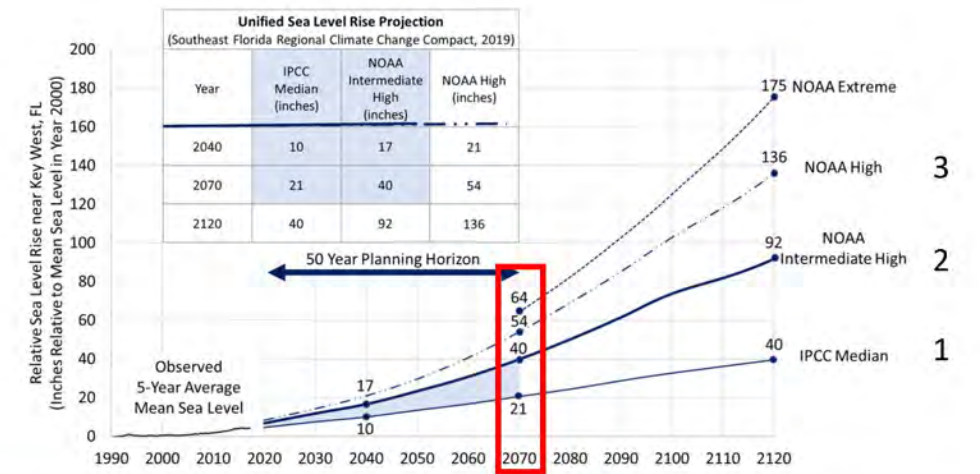 Unified Sea Level Rise Projection
(Southeast Florida Regional Climate Change Compact, 2019)
Year
IPCC
Median
(inches)
NOAA
Intermediate
High
(inches)
NOAA High
(inches)
2040 10 17 21
2070 21 40 54
2120 40 92 136
Relative Sea Level Rise near Key West, FL
(Inches Relative to Mean Sea Level in Year 2000)
200
180
160
140
120
100
80
60
40
20
0
175 NOAA Extreme
136
NOAA High
3
92
NOAA
Intermediate High
2
40
IPCC Median
1
50 Year Planning Horizon
64
54
40
21
17
10
Observed
5-Year Average
Mean Sea Level
1990 2000 2010 2020 2030 2040 2050 2060 2070 2080 2090 2100 2110 2120